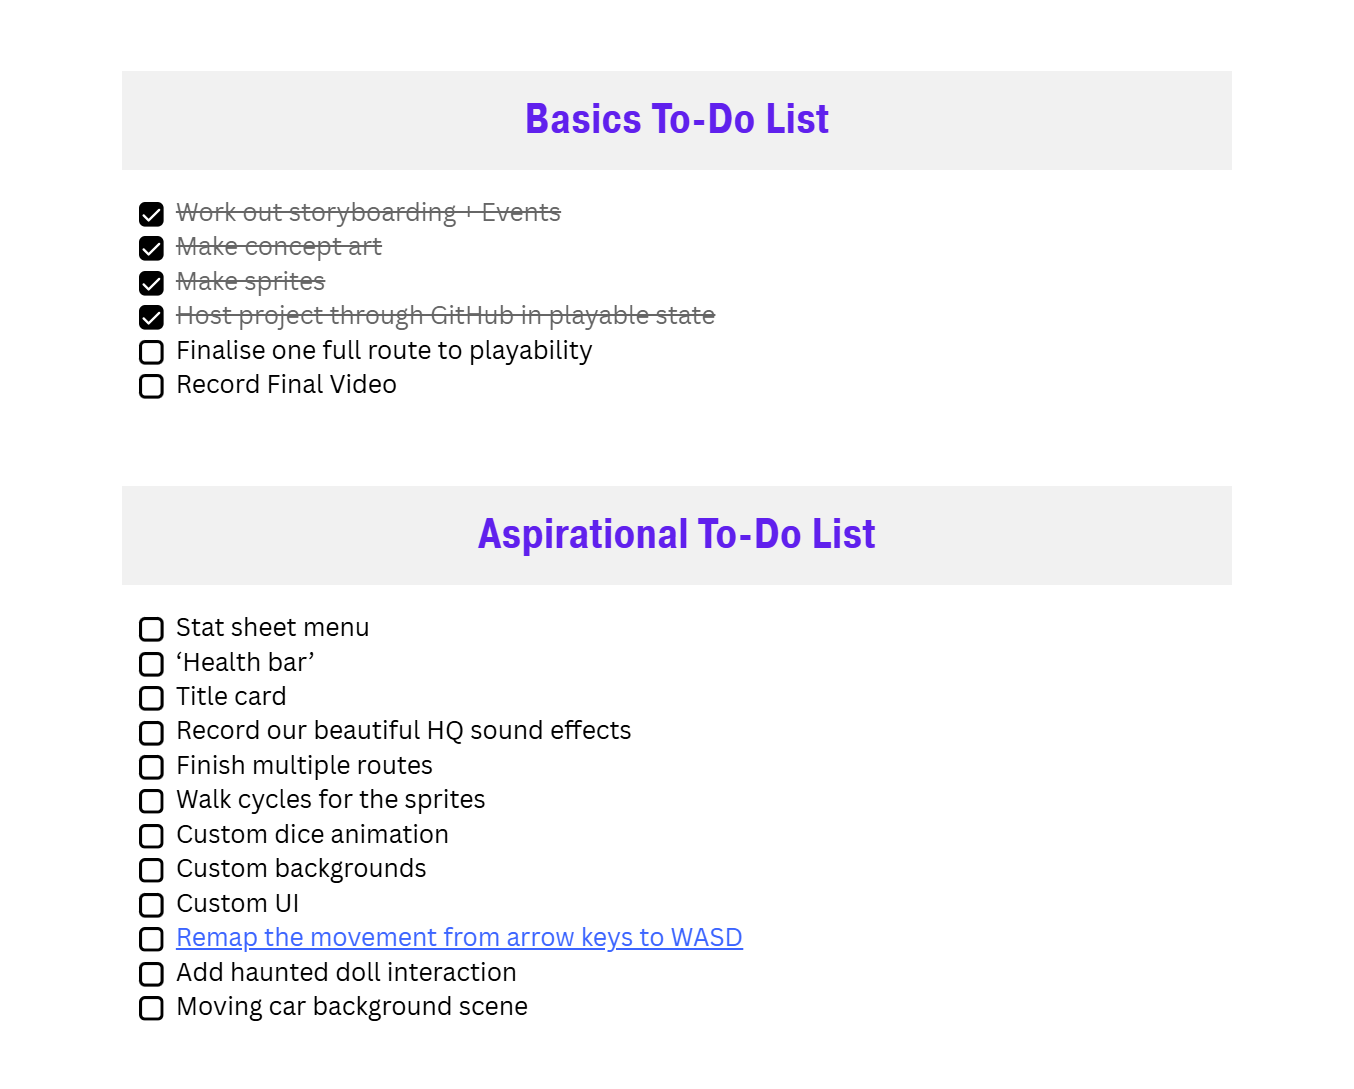 Basics To-Do List
Work out storyboarding + Events
Make concept art
Make sprites
Host project through GitHub in playable state
Finalise one full route to playability
Record Final Video
Aspirational To-Do List
Stat sheet menu
‘Health bar’
Title card
Record our beautiful HQ sound effects
Finish multiple routes
Walk cycles for the sprites
Custom dice animation
Custom backgrounds
Custom UI
Remap the movement from arrow keys to WASD
Add haunted doll interaction
Moving car background scene